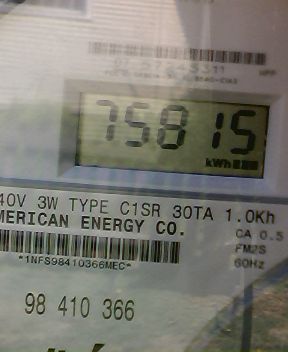 75815
kWh
40V 3W TYPE C1SR 30TA 1.0Kh
MERICAN ENERGY CO.
CA 0.5
FM2S
60Hz
*1NFS98410366MEC*
98 410 366